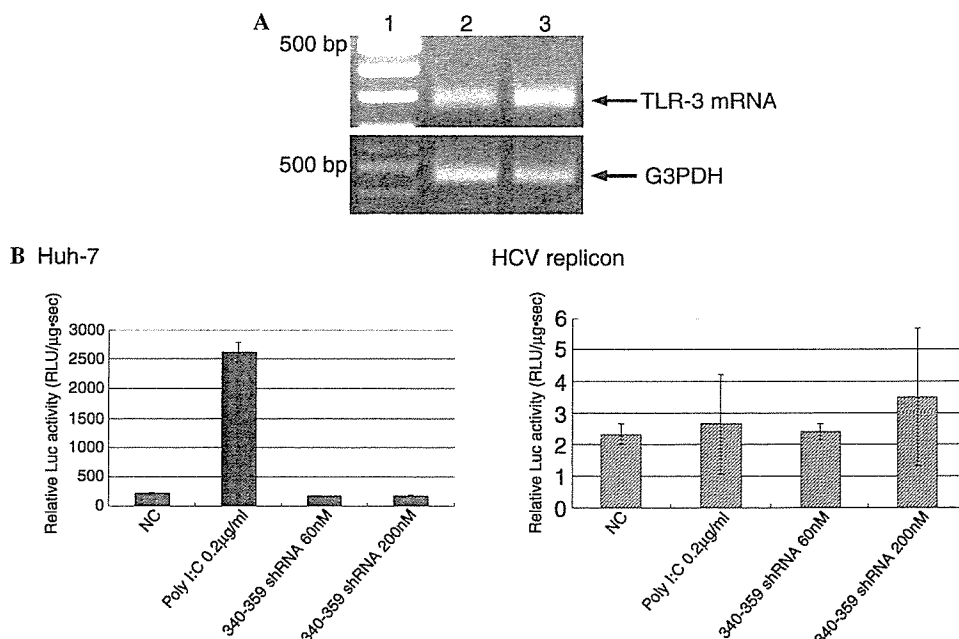 A
1 2 3
500 bp
TLR-3 mRNA
500 bp
G3PDH
B Huh-7
Relative Luc activity (RLU/µg•sec)
3000
2500
2000
1500
1000
500
0
NC
Poly I:C 0.2µg/ml
340-359 shRNA 60nM
340-359 shRNA 200nM
HCV replicon
Relative Luc activity (RLU/µg•sec)
6
5
4
3
2
1
0
NC
Poly I:C 0.2µg/ml
340-359 shRNA 60nM
340-359 shRNA 200nM